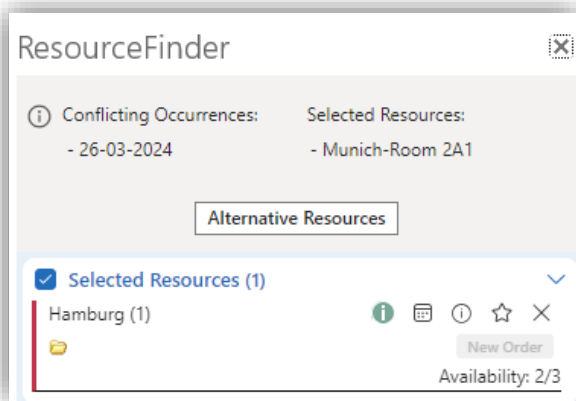 ResourceFinder
Conflicting Occurrences: Selected Resources:
- 26-03-2024 - Munich-Room 2A1
Alternative Resources
Selected Resources (1)
Hamburg (1)
New Order
Availability: 2/3